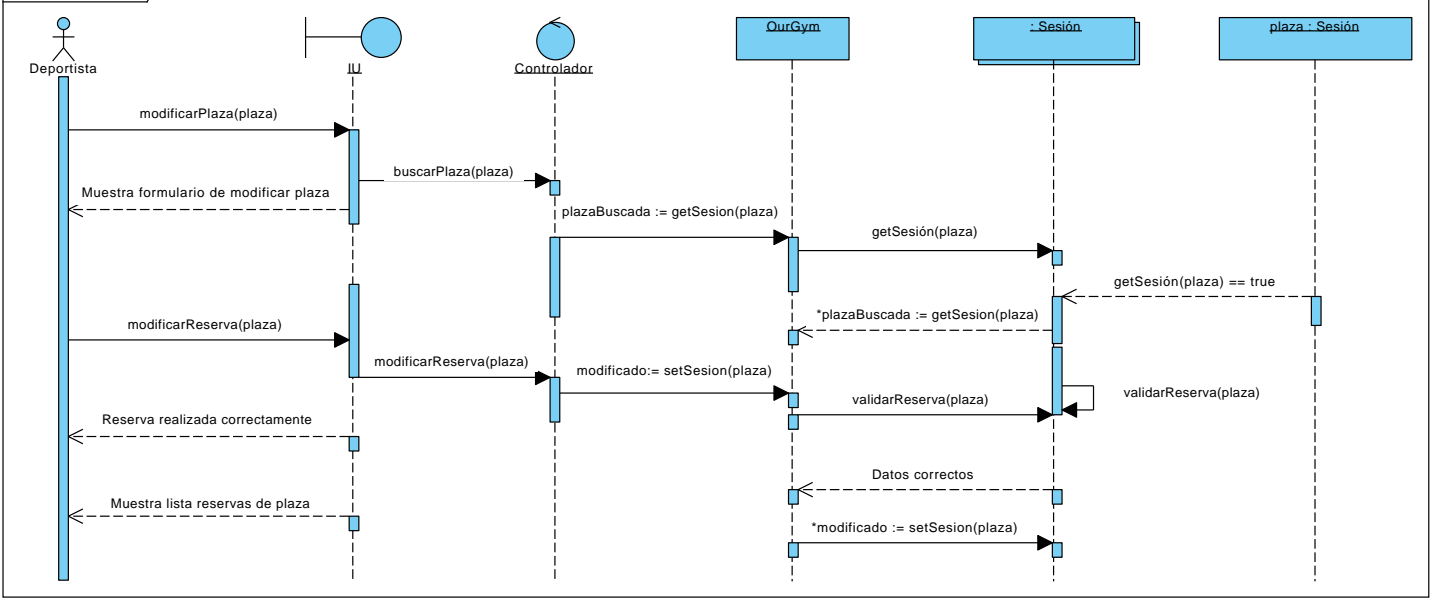 OurGym
: Sesión
plaza : Sesión
Deportista
IU
Controlador
modificarPlaza(plaza)
buscarPlaza(plaza)
Muestra formulario de modificar plaza
plazaBuscada := getSesion(plaza)
getSesión(plaza)
getSesión(plaza) == true
*plazaBuscada := getSesion(plaza)
modificarReserva(plaza)
modificarReserva(plaza)
modificado:= setSesion(plaza)
validarReserva(plaza)
validarReserva(plaza)
Reserva realizada correctamente
Datos correctos
Muestra lista reservas de plaza
*modificado := setSesion(plaza)